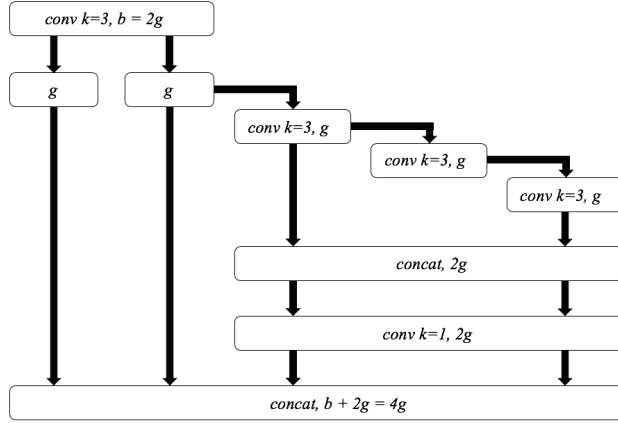 conv k=3, b = 2g
g
g
conv k=3, g
conv k=3, g
conv k=3, g
concat, 2g
conv k=1, 2g
concat, b + 2g = 4g